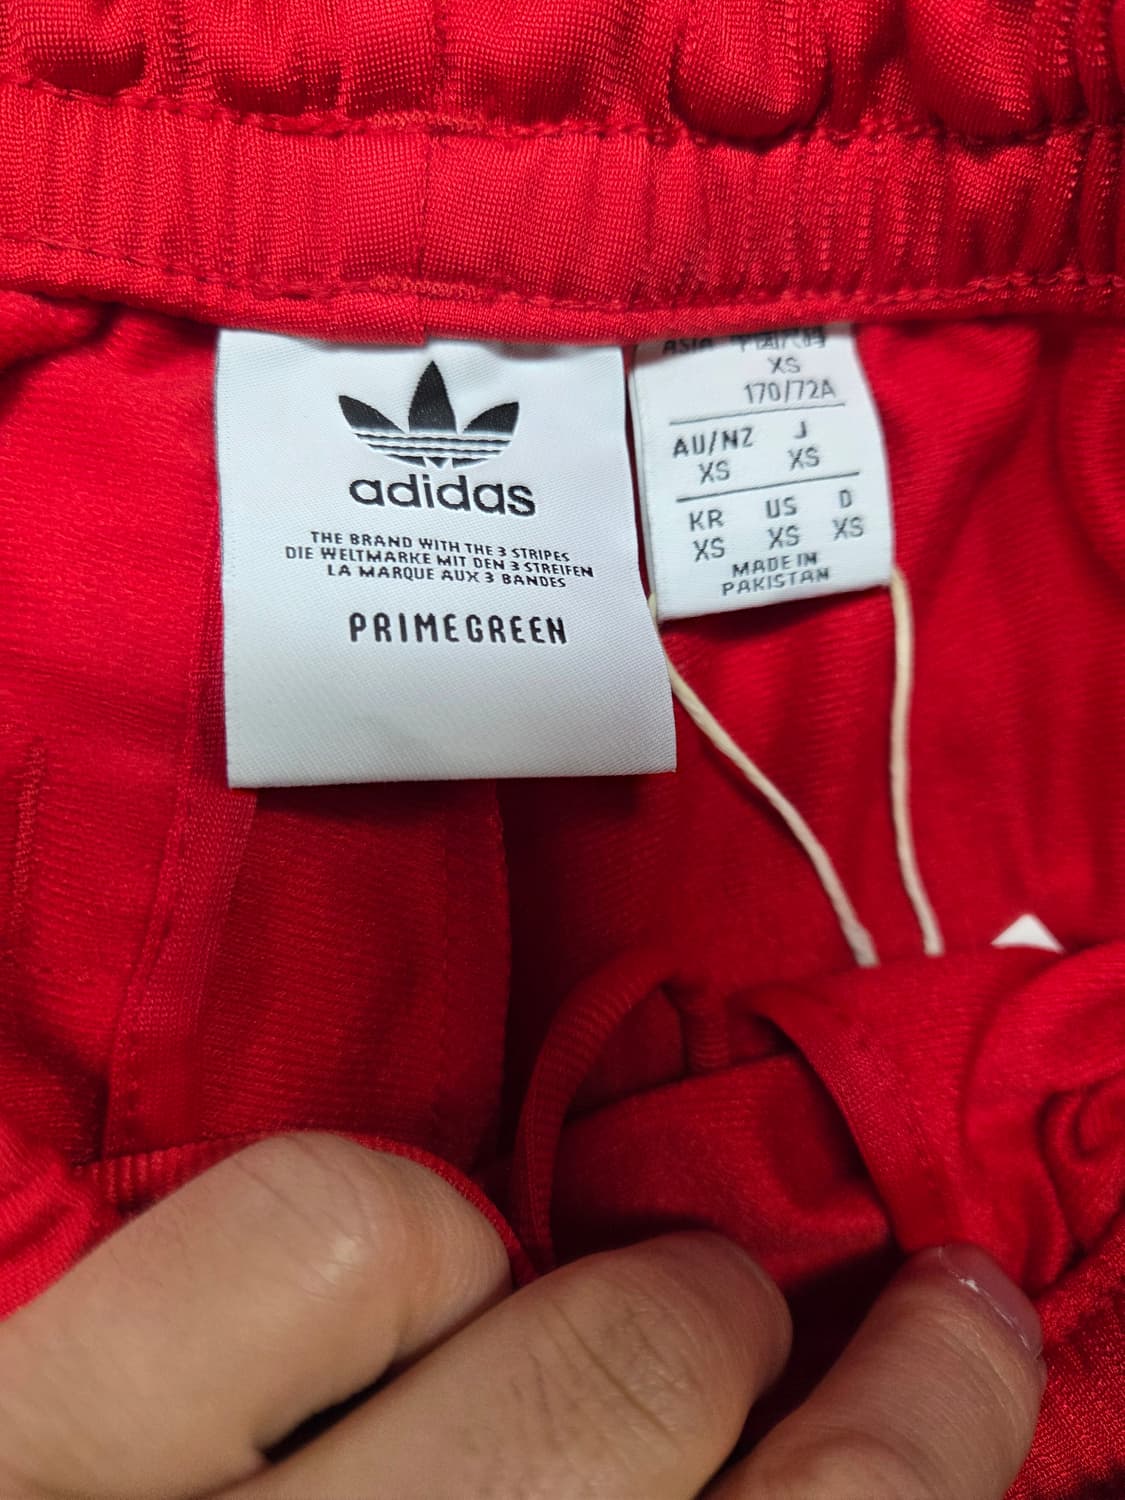 adidas
THE BRAND WITH THE 3 STRIPES
DIE WELTMARKE MIT DEN 3 STREIFEN
LA MARQUE AUX 3 BANDES
PRIMEGREEN
ASIA
XS
170/72A
AU/NZ J
XS XS
KR US D
XS XS XS
MADE IN
PAKISTAN